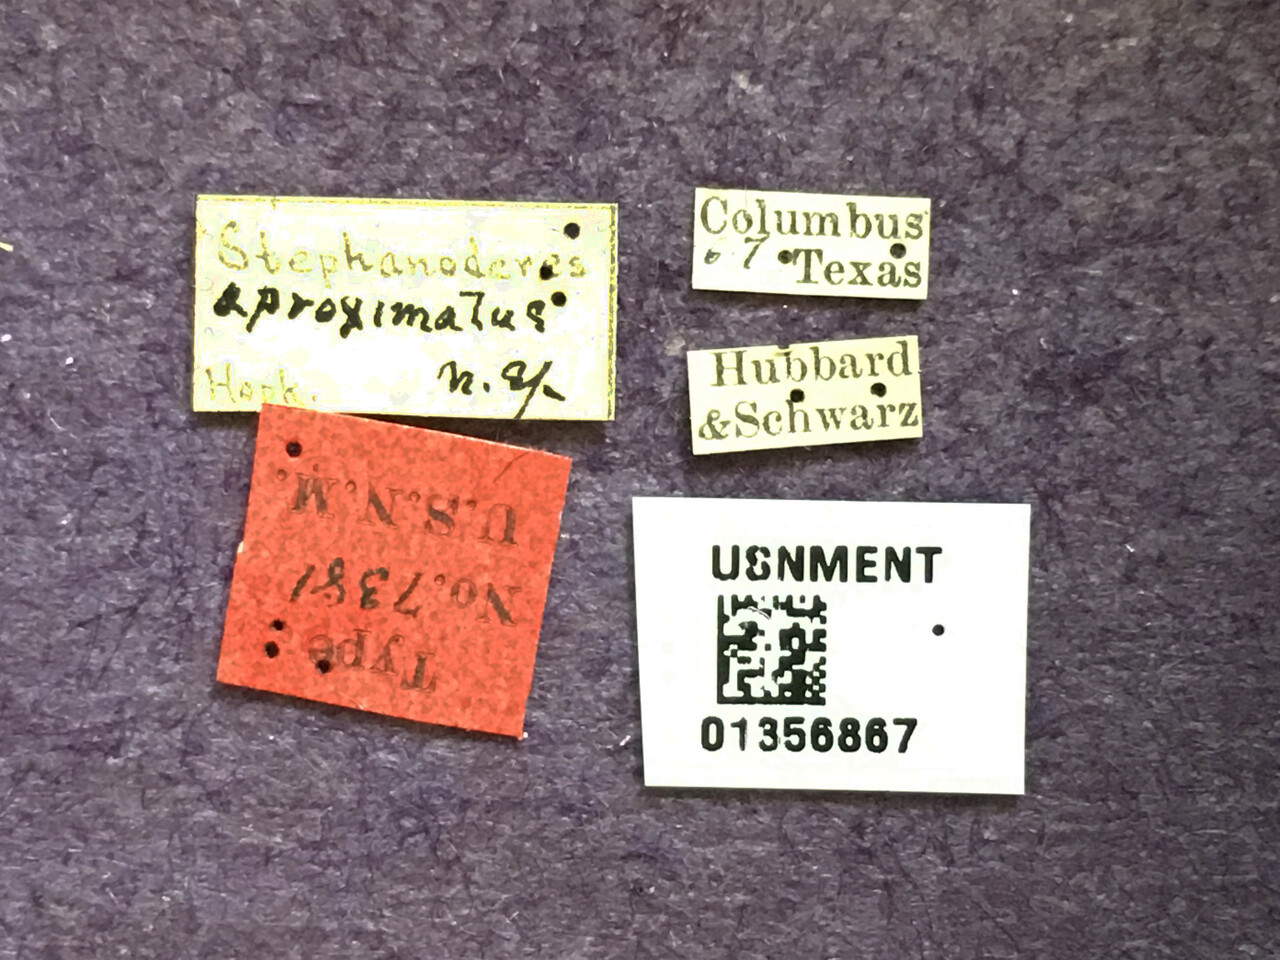 Stephanoderes
aproximatus
Hopk. n. sp.
Columbus
6.7 Texas
Hubbard
&Schwarz
Type
No.7381
U.S.N.M.
USNMENT
01356867